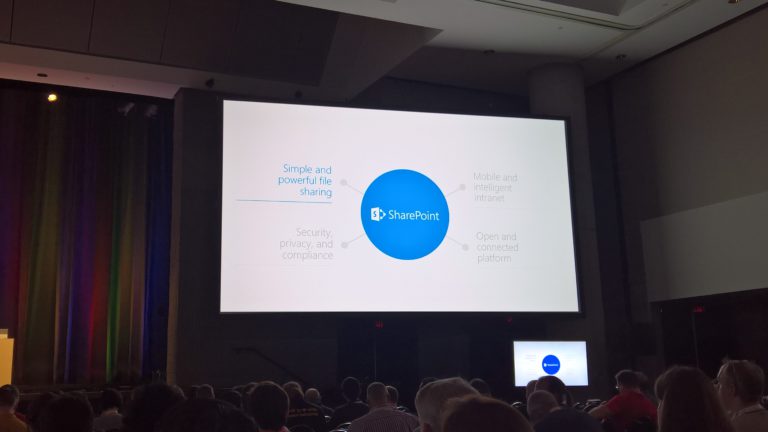 Simple and
powerful file
sharing
Mobile and
intelligent
intranet
S SharePoint
Security,
privacy, and
compliance
Open and
connected
platform